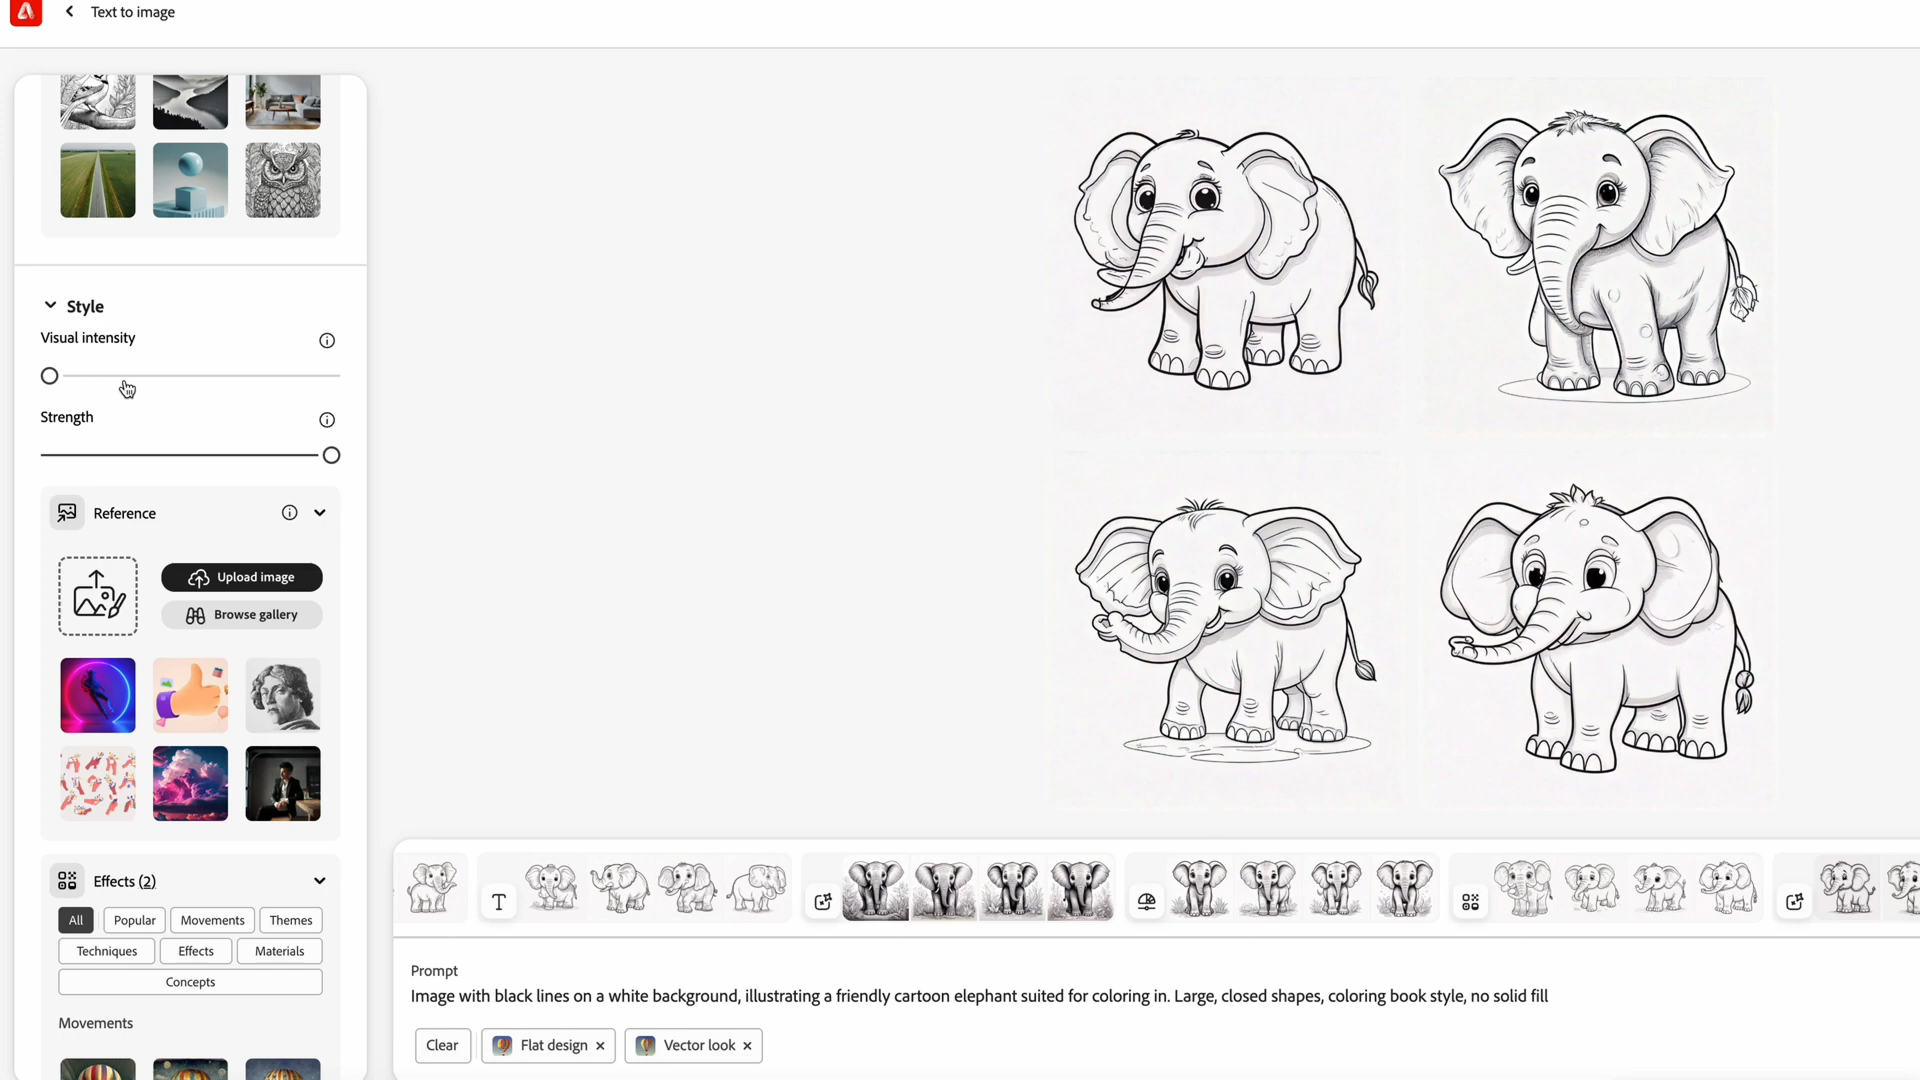 Text to image
Style
Visual intensity
Strength
Reference
Upload image
Browse gallery
Effects (2)
All
Popular
Movements
Themes
Techniques
Effects
Materials
Concepts
Movements
T
Prompt
Image with black lines on a white background, illustrating a friendly cartoon elephant suited for coloring in. Large, closed shapes, coloring book style, no solid fill
Clear
Flat design
Vector look